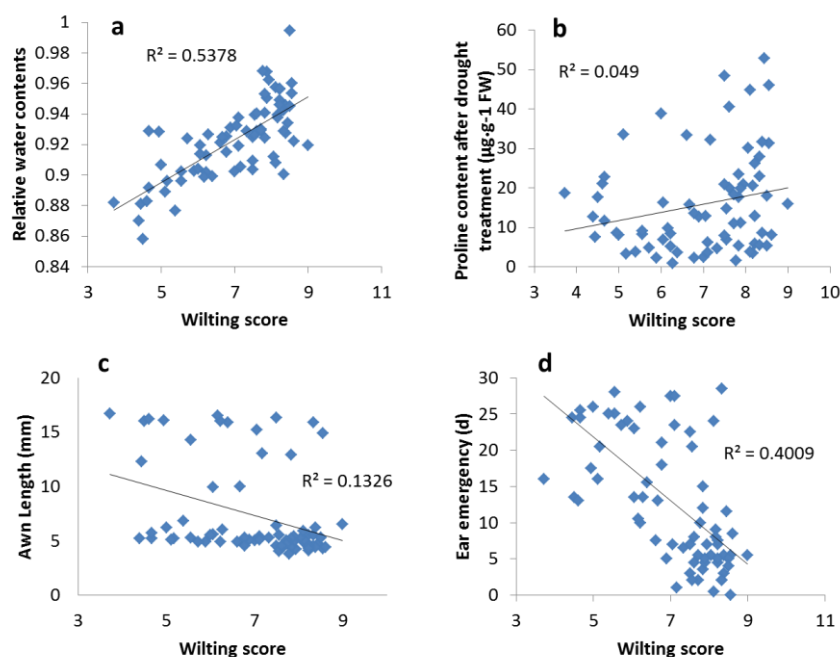 a
R² = 0.5378
Relative water contents
1
0.98
0.96
0.94
0.92
0.9
0.88
0.86
0.84
3 5 7 9 11
Wilting score
b
R² = 0.049
Proline content after drought
treatment (µg.g-1 FW)
60
50
40
30
20
10
0
3 4 5 6 7 8 9 10
Wilting score
c
R² = 0.1326
Awn Length (mm)
20
15
10
5
0
3 5 7 9
Wilting score
d
R² = 0.4009
Ear emergency (d)
30
25
20
15
10
5
0
3 5 7 9 11
Wilting score